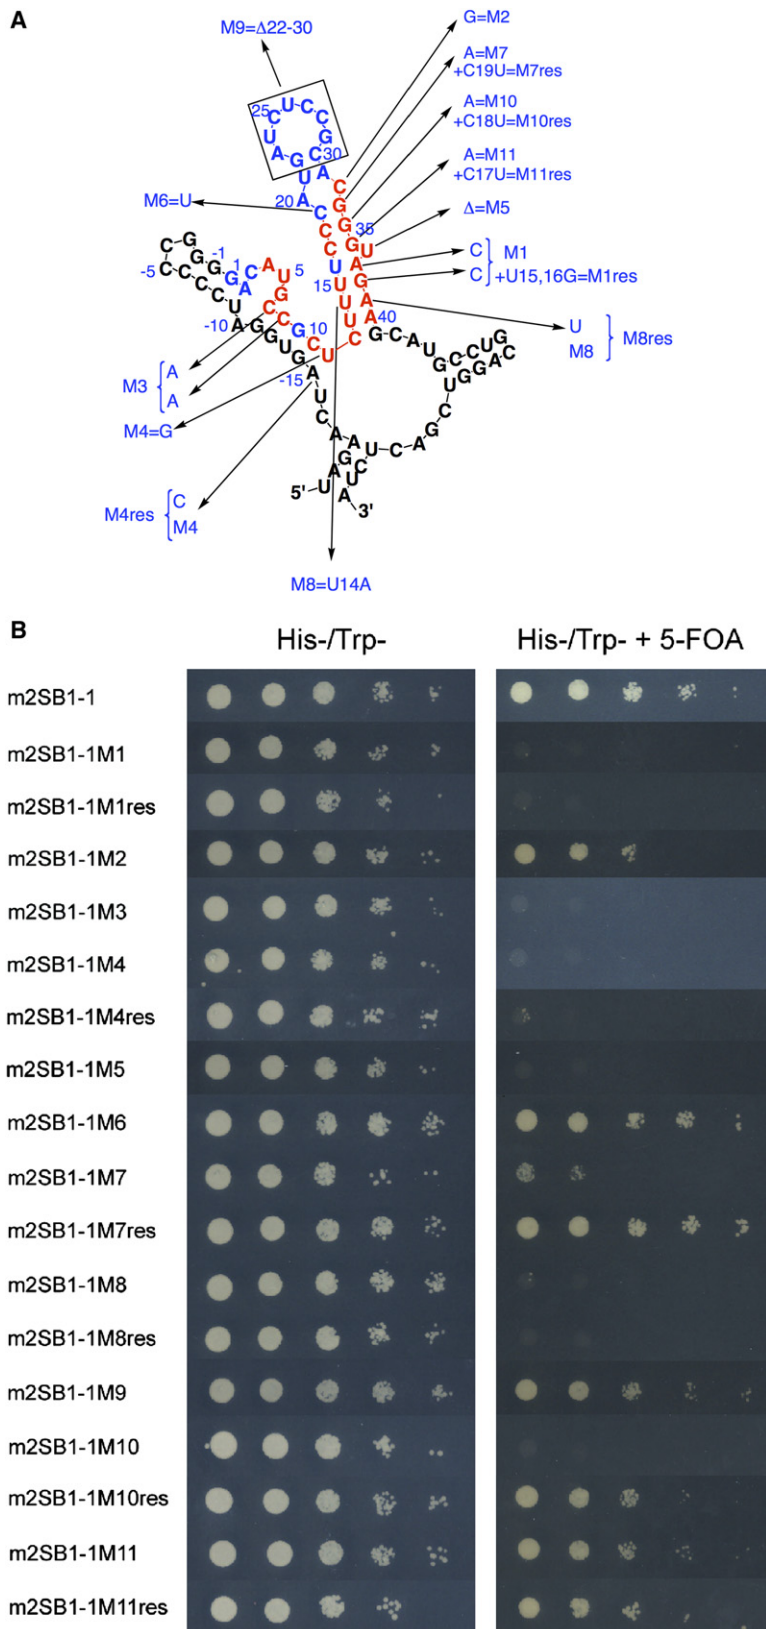 A
M9=Δ22-30
G=M2
A=M7
+C19U=M7res
A=M10
+C18U=M10res
A=M11
+C17U=M11res
Δ=M5
C
C
M1
+U15,16G=M1res
U
M8
M8res
M6=U
25
30
20
35
15
40
-1
1
5
-5
-10
10
-15
M3
A
A
M4=G
M4res
C
M4
5'
3'
M8=U14A
B
His-/Trp-
His-/Trp- + 5-FOA
m2SB1-1
m2SB1-1M1
m2SB1-1M1res
m2SB1-1M2
m2SB1-1M3
m2SB1-1M4
m2SB1-1M4res
m2SB1-1M5
m2SB1-1M6
m2SB1-1M7
m2SB1-1M7res
m2SB1-1M8
m2SB1-1M8res
m2SB1-1M9
m2SB1-1M10
m2SB1-1M10res
m2SB1-1M11
m2SB1-1M11res